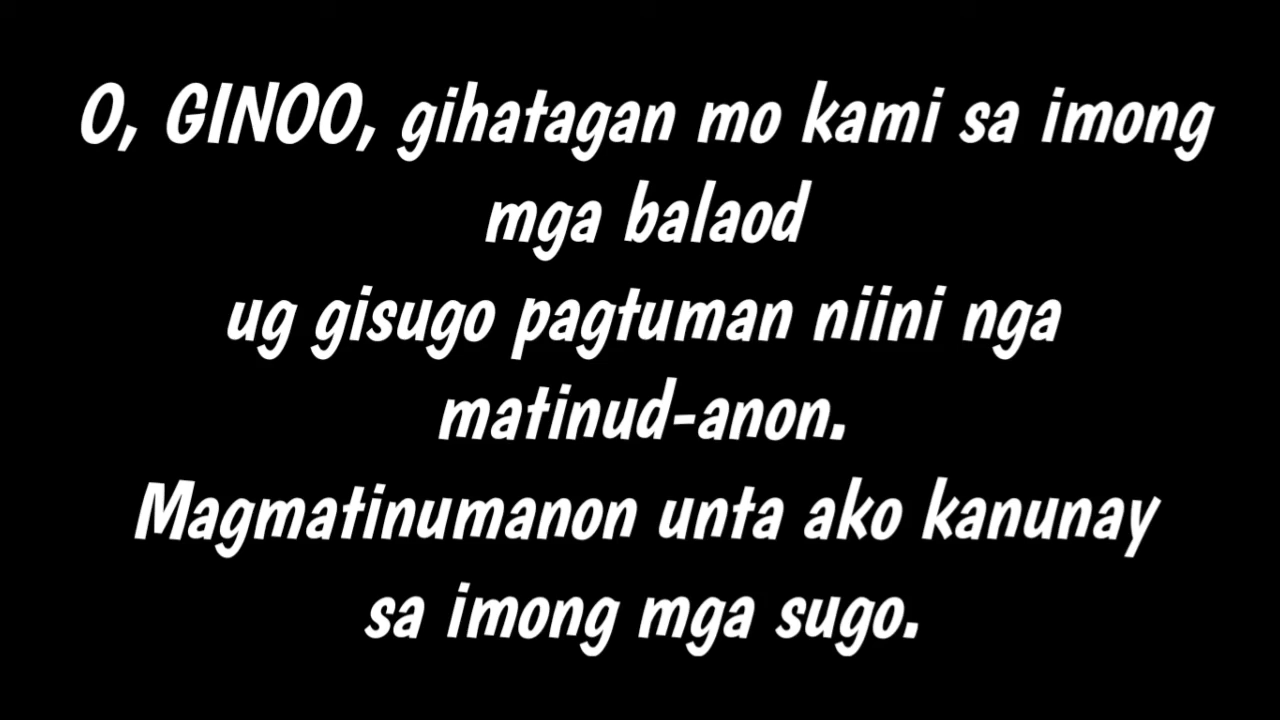 O, GINOO, gihatagan mo kami sa imong
mga balaod
ug gisugo pagtuman niini nga
matinud-anon.
Magmatinumanon unta ako kanunay
sa imong mga sugo.